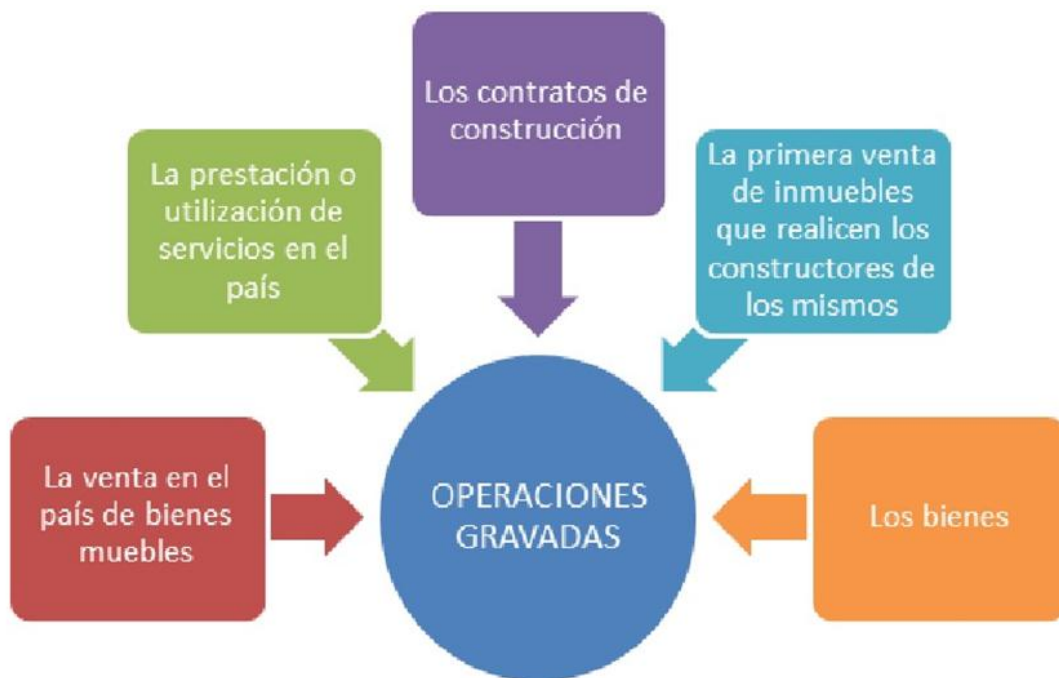 Los contratos de
construcción
La prestación o
utilización de
servicios en el
país
La primera venta
de inmuebles
que realicen los
constructores de
los mismos
La venta en el
país de bienes
muebles
OPERACIONES
GRAVADAS
Los bienes